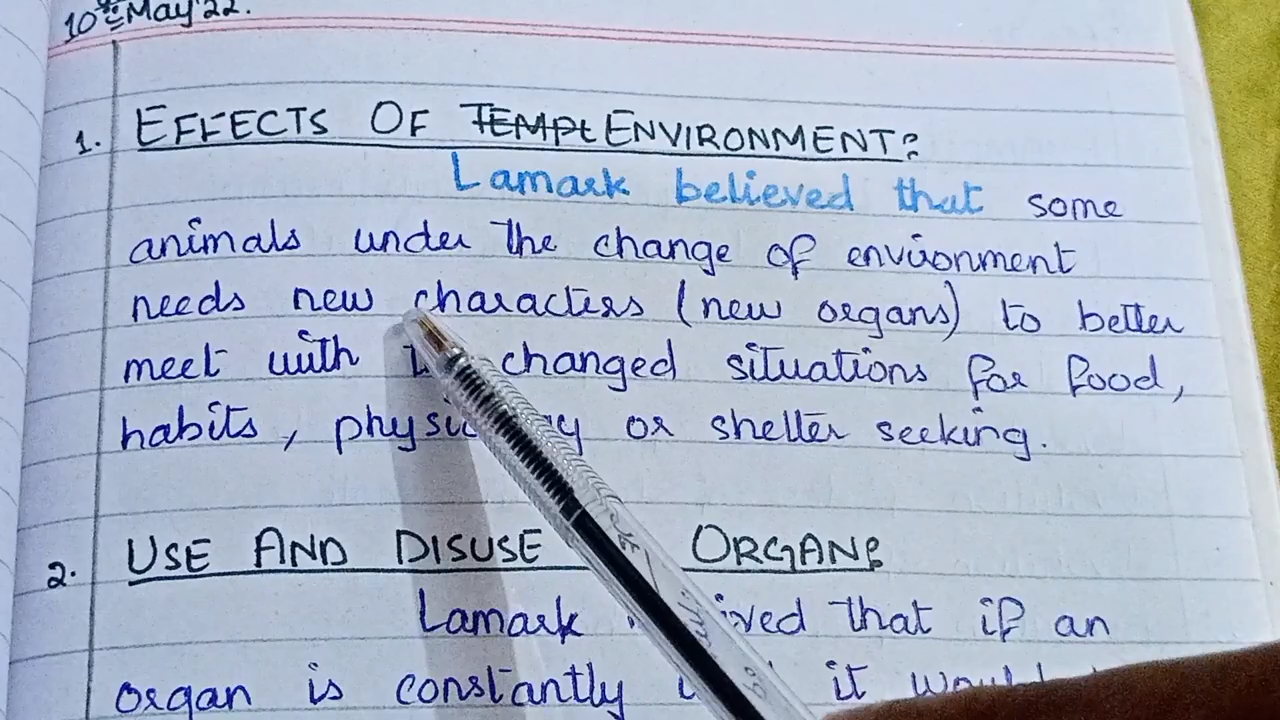 10th May'22.
1. EFFECTS OF TEMPL ENVIRONMENT:
Lamark believed that some
animals under the change of environment
needs new characters (new organs) to better
meet with changed situations for food,
habits, or shelter seeking.
2. USE AND DISUSE ORGANS
Lamark that if an
organ is constantly it would